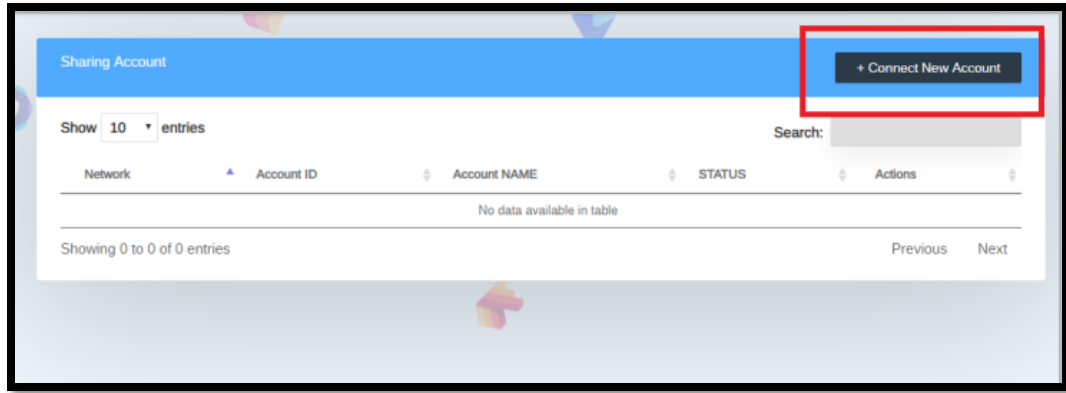 Sharing Account
+ Connect New Account
Show 10 entries
Search:
Network Account ID Account NAME STATUS Actions
No data available in table
Showing 0 to 0 of 0 entries
Previous Next